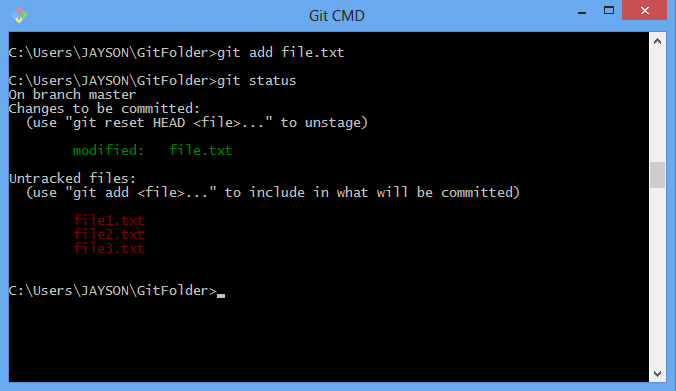 Git CMD
C:\Users\JAYSON\GitFolder>git add file.txt
C:\Users\JAYSON\GitFolder>git status
On branch master
Changes to be committed:
  (use "git reset HEAD <file>..." to unstage)
        modified:   file.txt
Untracked files:
  (use "git add <file>..." to include in what will be committed)
        file1.txt
        file2.txt
        file3.txt
C:\Users\JAYSON\GitFolder>